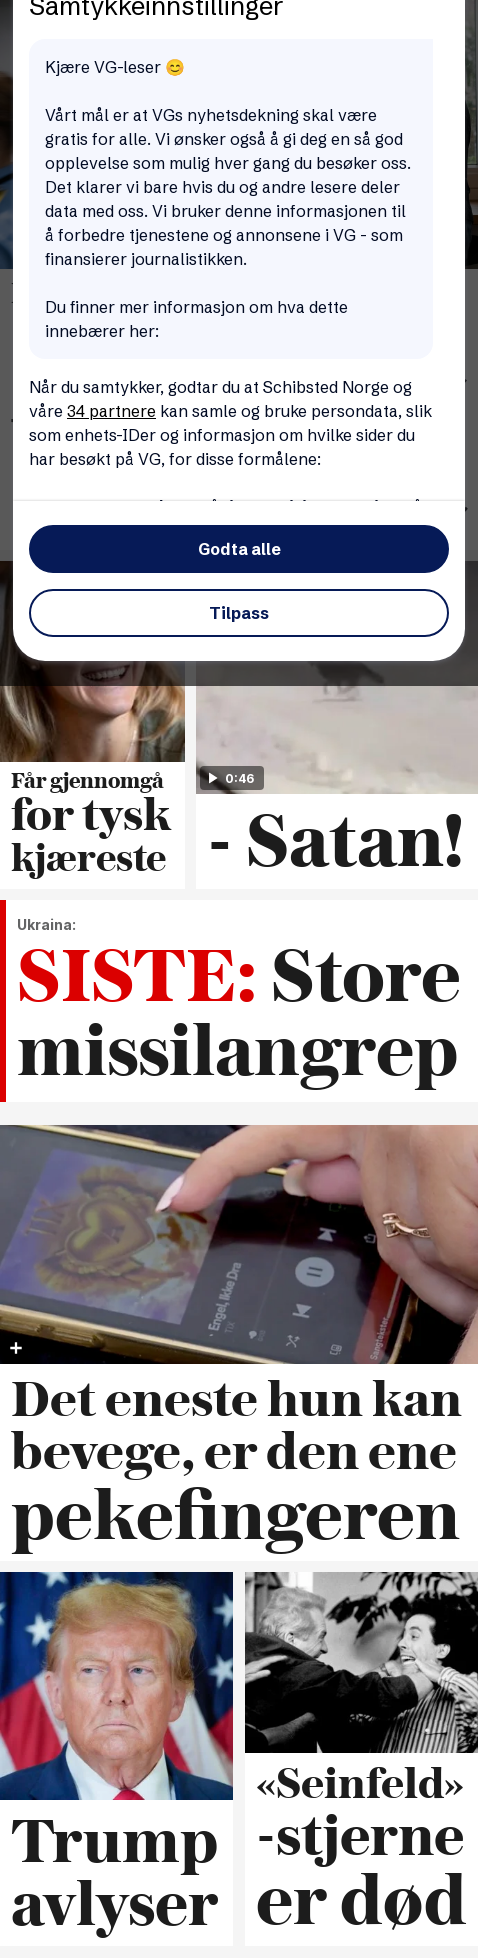 Samtykkeinnstillinger
Kjære VG-leser 😊
Vårt mål er at VGs nyhetsdekning skal være
gratis for alle. Vi ønsker også å gi deg en så god
opplevelse som mulig hver gang du besøker oss.
Det klarer vi bare hvis du og andre lesere deler
data med oss. Vi bruker denne informasjonen til
å forbedre tjenestene og annonsene i VG - som
finansierer journalistikken.
Du finner mer informasjon om hva dette
innebærer her:
Når du samtykker, godtar du at Schibsted Norge og
våre 34 partnere kan samle og bruke persondata, slik
som enhets-IDer og informasjon om hvilke sider du
har besøkt på VG, for disse formålene:
Godta alle
Tilpass
Får gjennomgå
for tysk
kjæreste
0:46
- Satan!
Ukraina:
SISTE: Store
missilangrep
Engel, Ikke Dra
TIX
Sangtekster
Det eneste hun kan
bevege, er den ene
pekefingeren
Trump
avlyser
«Seinfeld»
-stjerne
er død